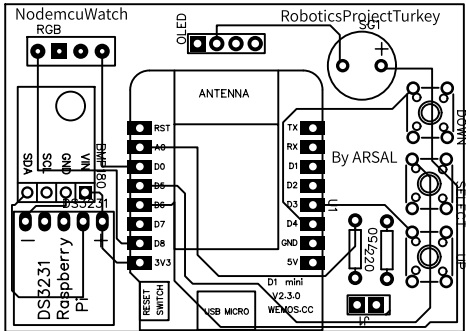 NodemcuWatch
RoboticsProjectTurkey
RGB
OLED
SG1
+
ANTENNA
DOWN
BMP180
SDA
SCL
GND
VIN
RST
A0
D0
D5
D6
D7
D8
3V3
TX
RX
D1
D2
D3
D4
GND
5V
U1
By ARSAL
SELECT
UP
DS3231
DS3231
Raspberry
Pi
-
+
RESET
SWITCH
USB MICRO
D1 mini
V2.3.0
WEMOS.CC
J1